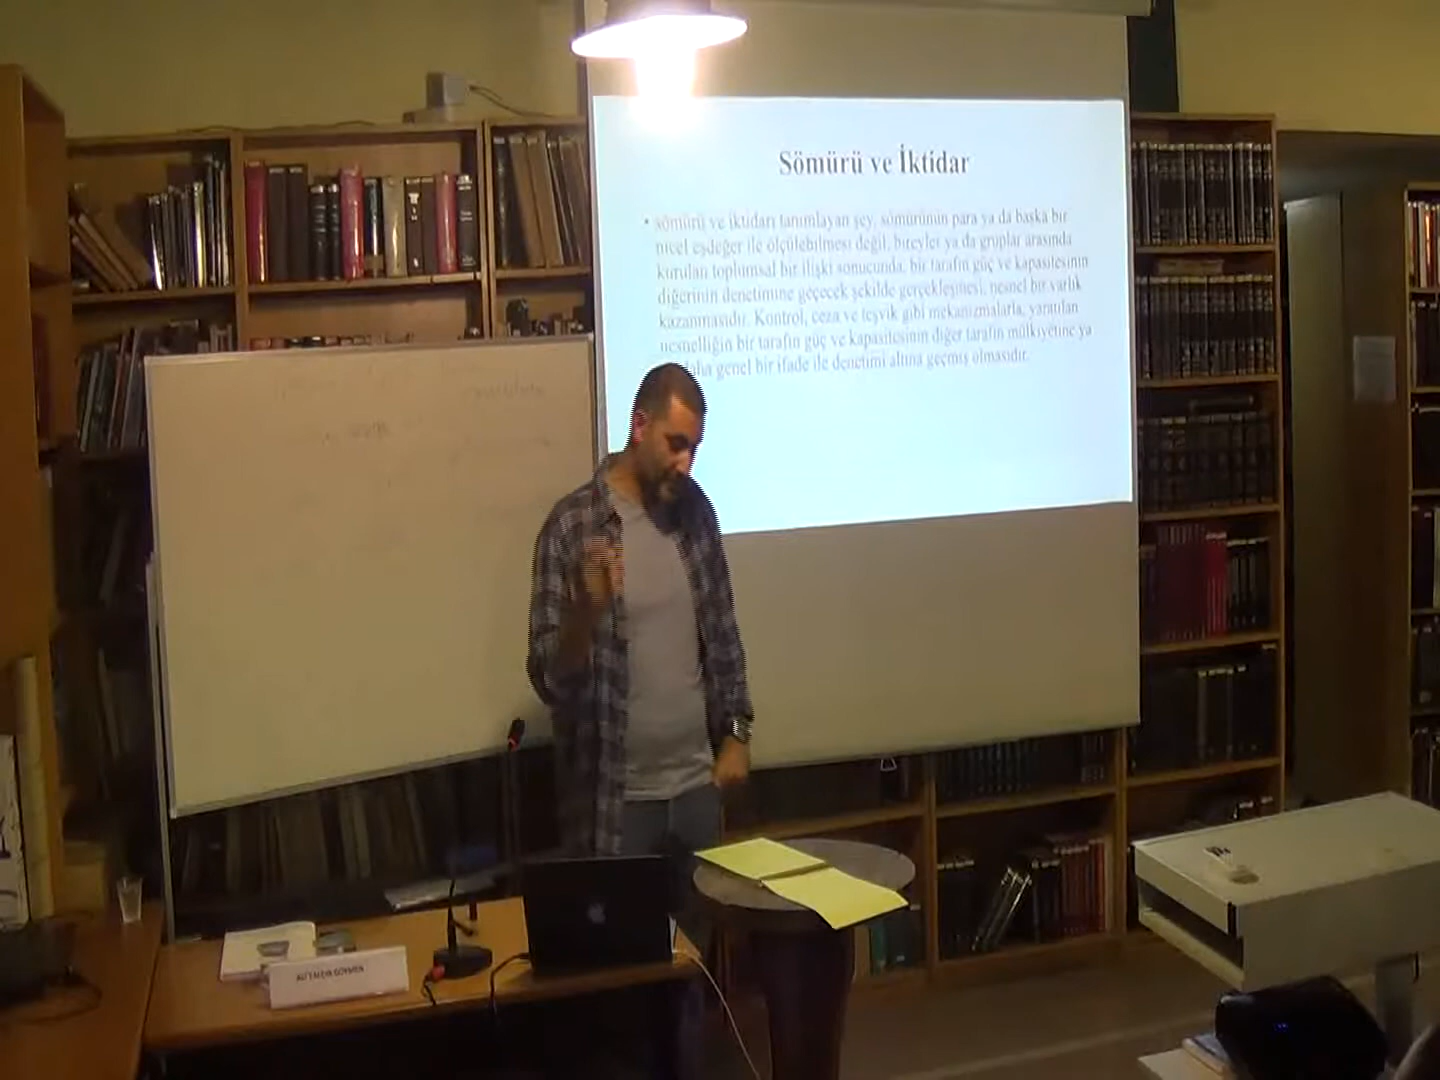 Sömürü ve İktidar
• sömürü ve iktidarı tanımlayan şey, sömürünün para ya da başka bir
nicel eşdeğer ile ölçülebilmesi değil, bireyler ya da gruplar arasında
kurulan toplumsal bir ilişki sonucunda, bir tarafın güç ve kapasitesinin
diğerinin denetimine geçecek şekilde gerçekleşmesi, nesnel bir varlık
kazanmasıdır. Kontrol, ceza ve teşvik gibi mekanizmalarla, yaratılan
nesnelliğin bir tarafın güç ve kapasitesinin diğer tarafın mülkiyetine ya
daha genel bir ifade ile denetimi altına geçmiş olmasıdır.